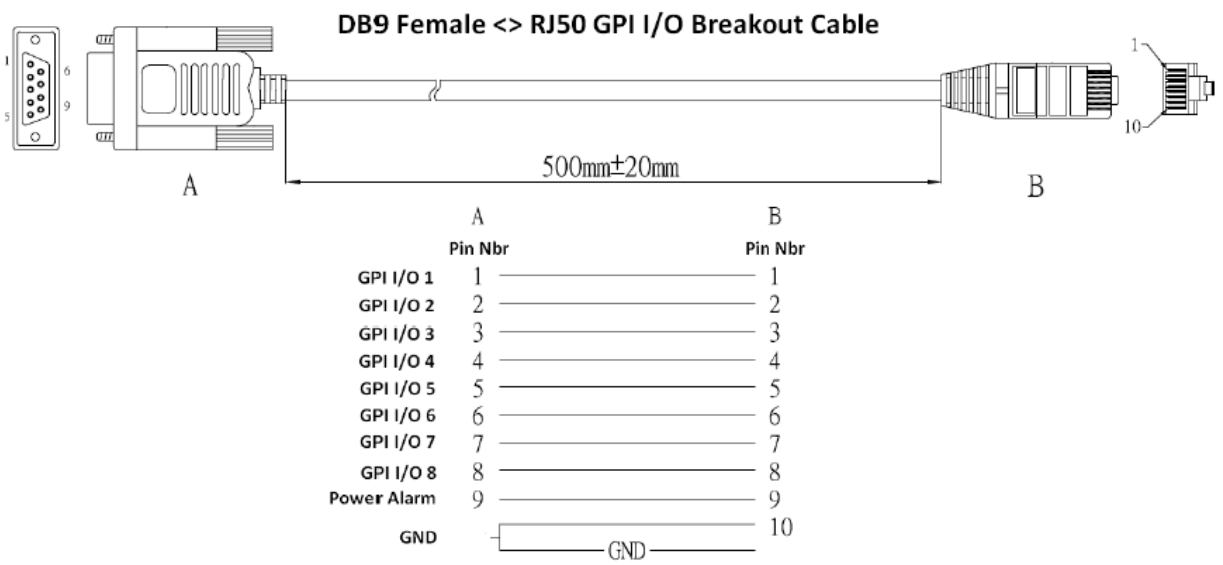 DB9 Female <> RJ50 GPI I/O Breakout Cable
1
6
9
5
1
10
500mm±20mm
A
B
A B
Pin Nbr Pin Nbr
GPI I/O 1 1 1
GPI I/O 2 2 2
GPI I/O 3 3 3
GPI I/O 4 4 4
GPI I/O 5 5 5
GPI I/O 6 6 6
GPI I/O 7 7 7
GPI I/O 8 8 8
Power Alarm 9 9
GND 10
GND